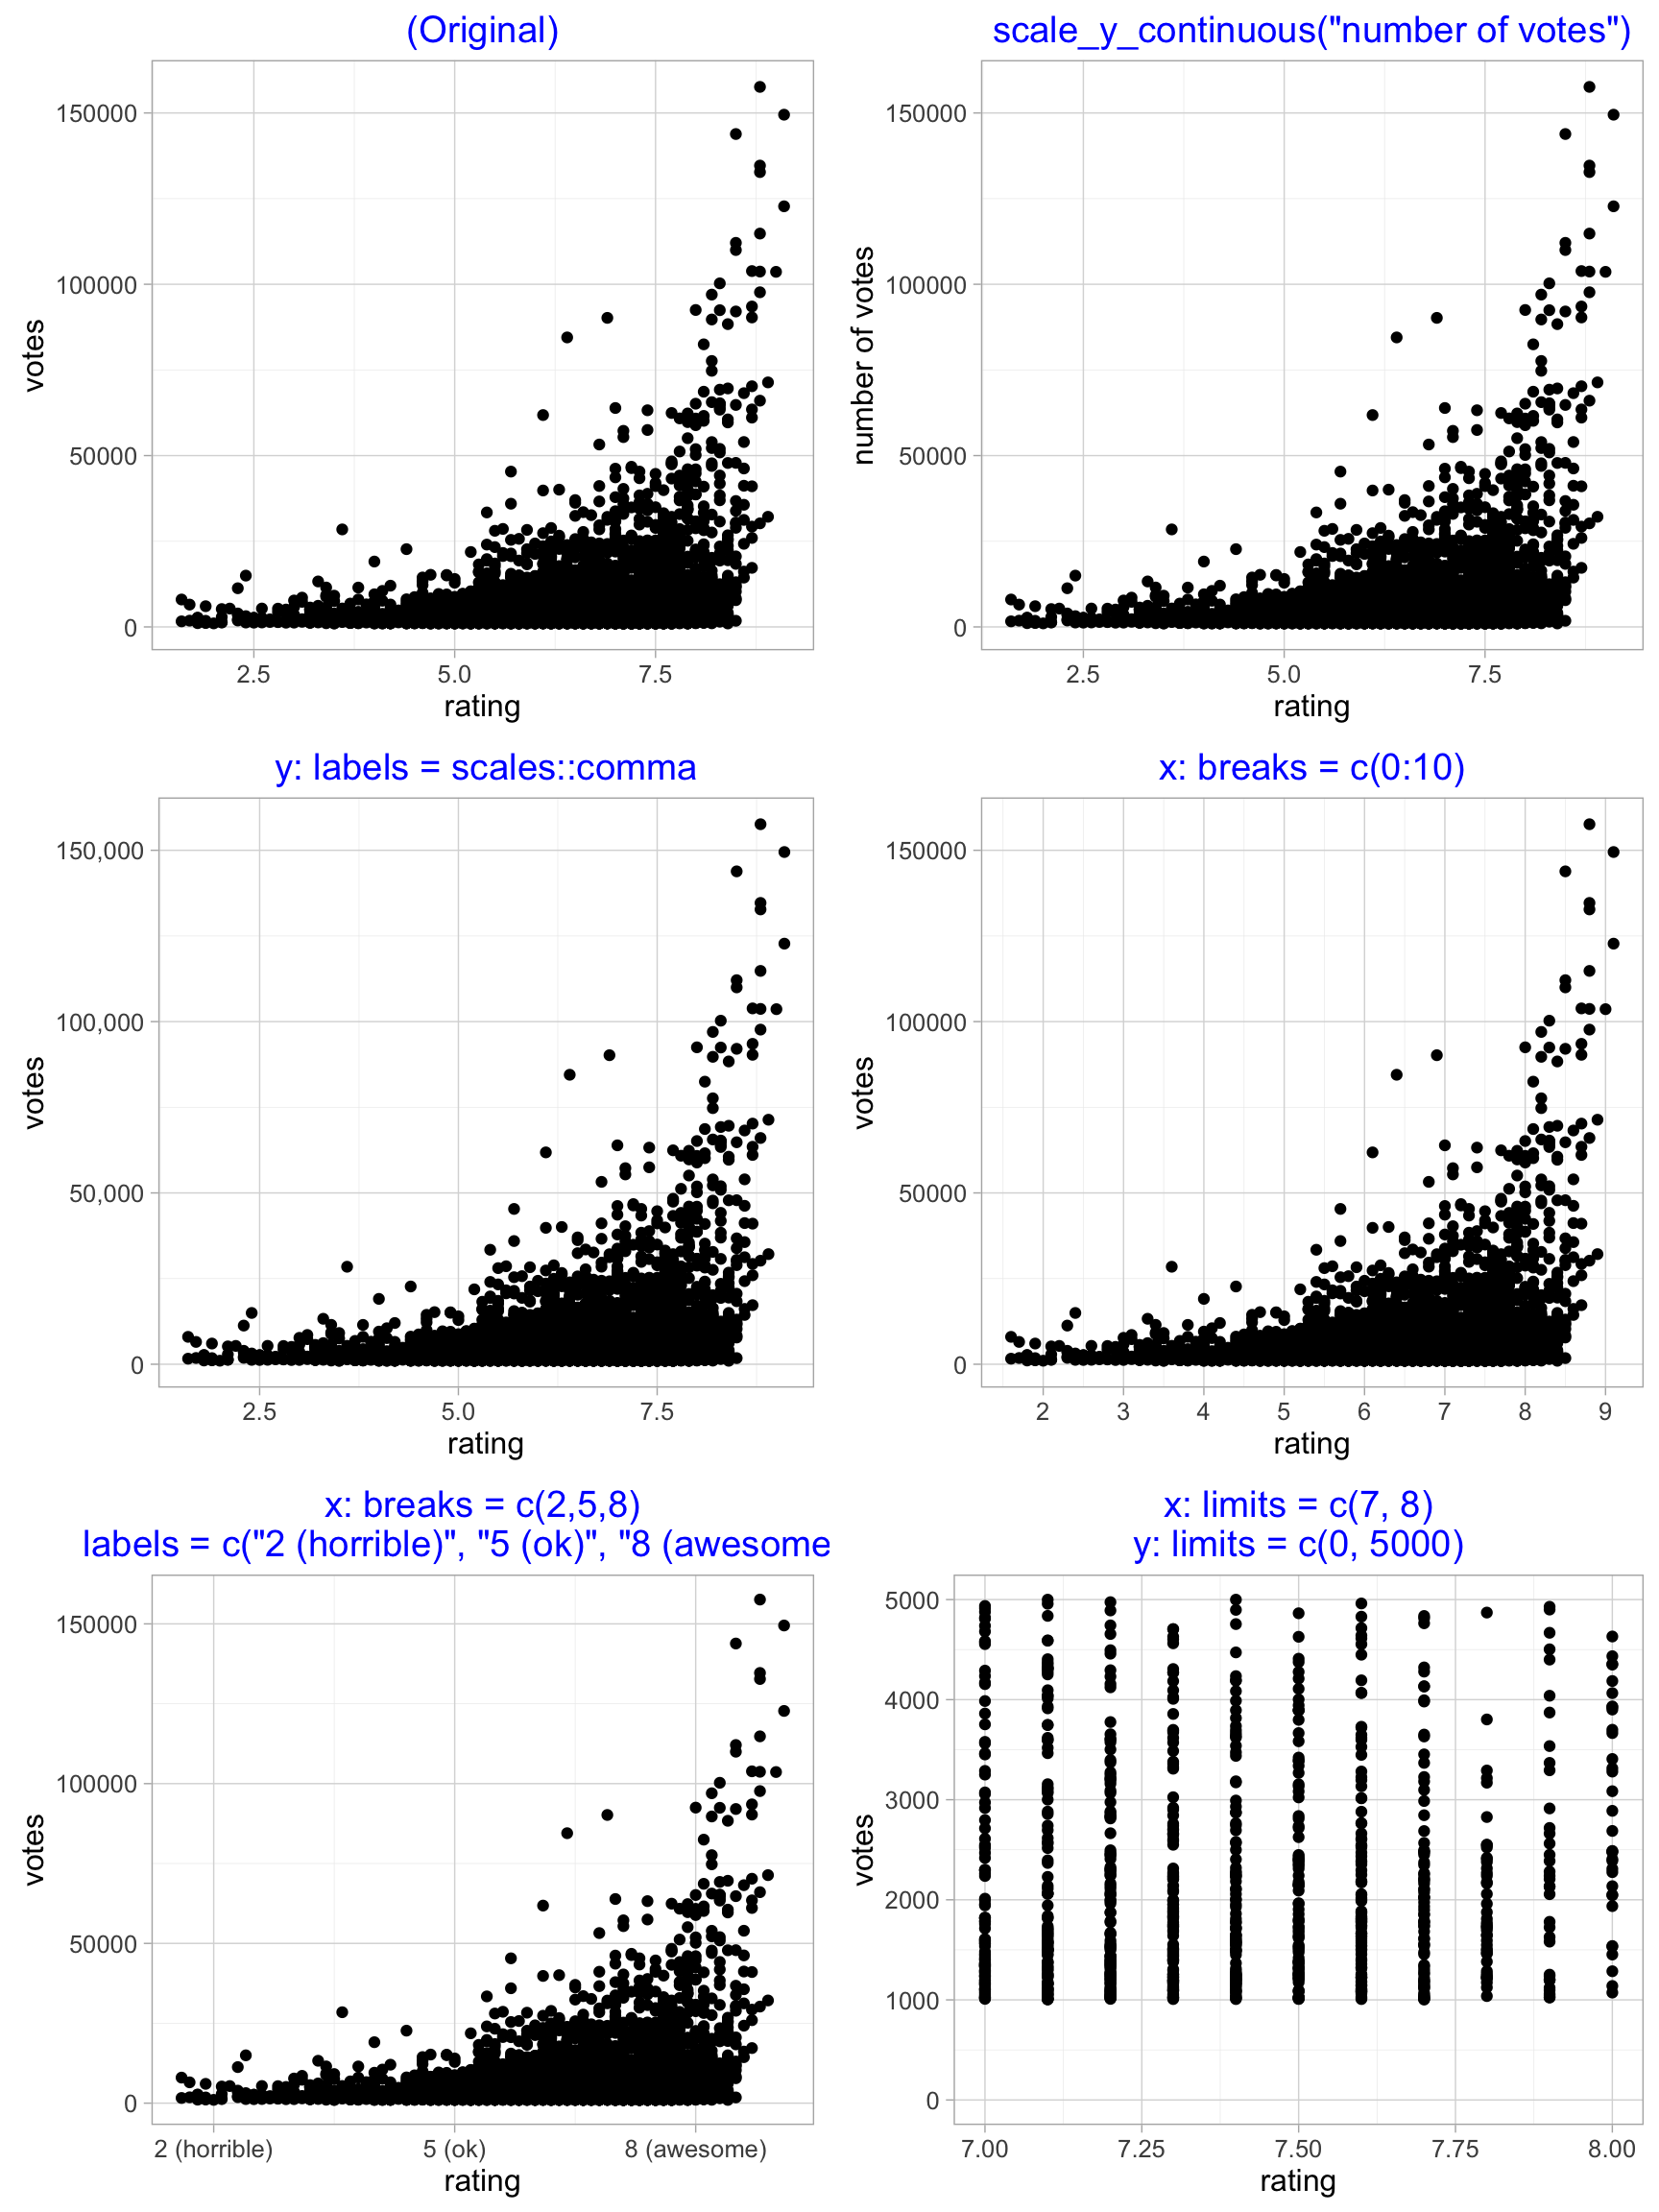 (Original)
150000
100000
50000
0
votes
2.5 5.0 7.5
rating
scale_y_continuous("number of votes")
150000
100000
50000
0
number of votes
2.5 5.0 7.5
rating
y: labels = scales::comma
150,000
100,000
50,000
0
votes
2.5 5.0 7.5
rating
x: breaks = c(0:10)
150000
100000
50000
0
votes
2 3 4 5 6 7 8 9
rating
x: breaks = c(2,5,8)
labels = c("2 (horrible)", "5 (ok)", "8 (awesome
150000
100000
50000
0
votes
2 (horrible) 5 (ok) 8 (awesome)
rating
x: limits = c(7, 8)
y: limits = c(0, 5000)
5000
4000
3000
2000
1000
0
votes
7.00 7.25 7.50 7.75 8.00
rating